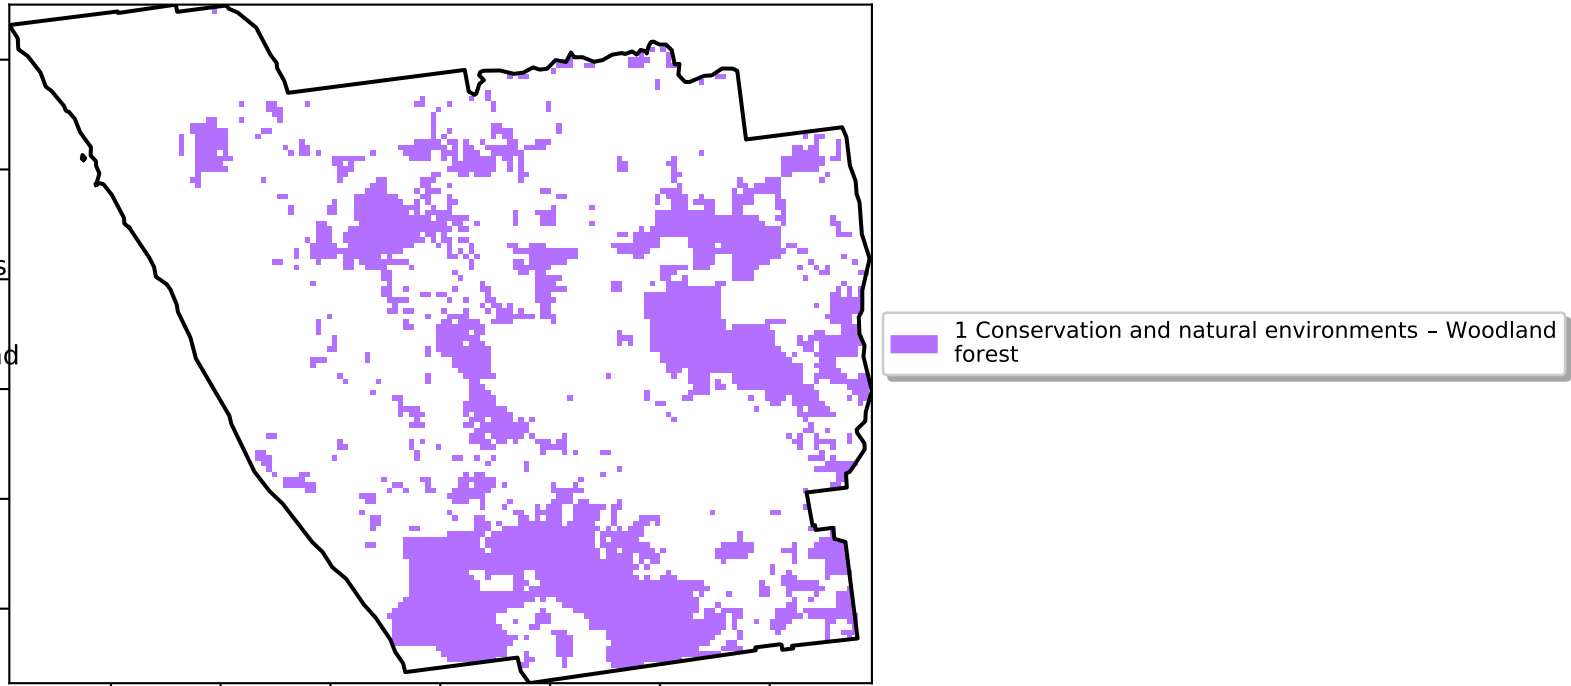 1 Conservation and natural environments – Woodland
forest